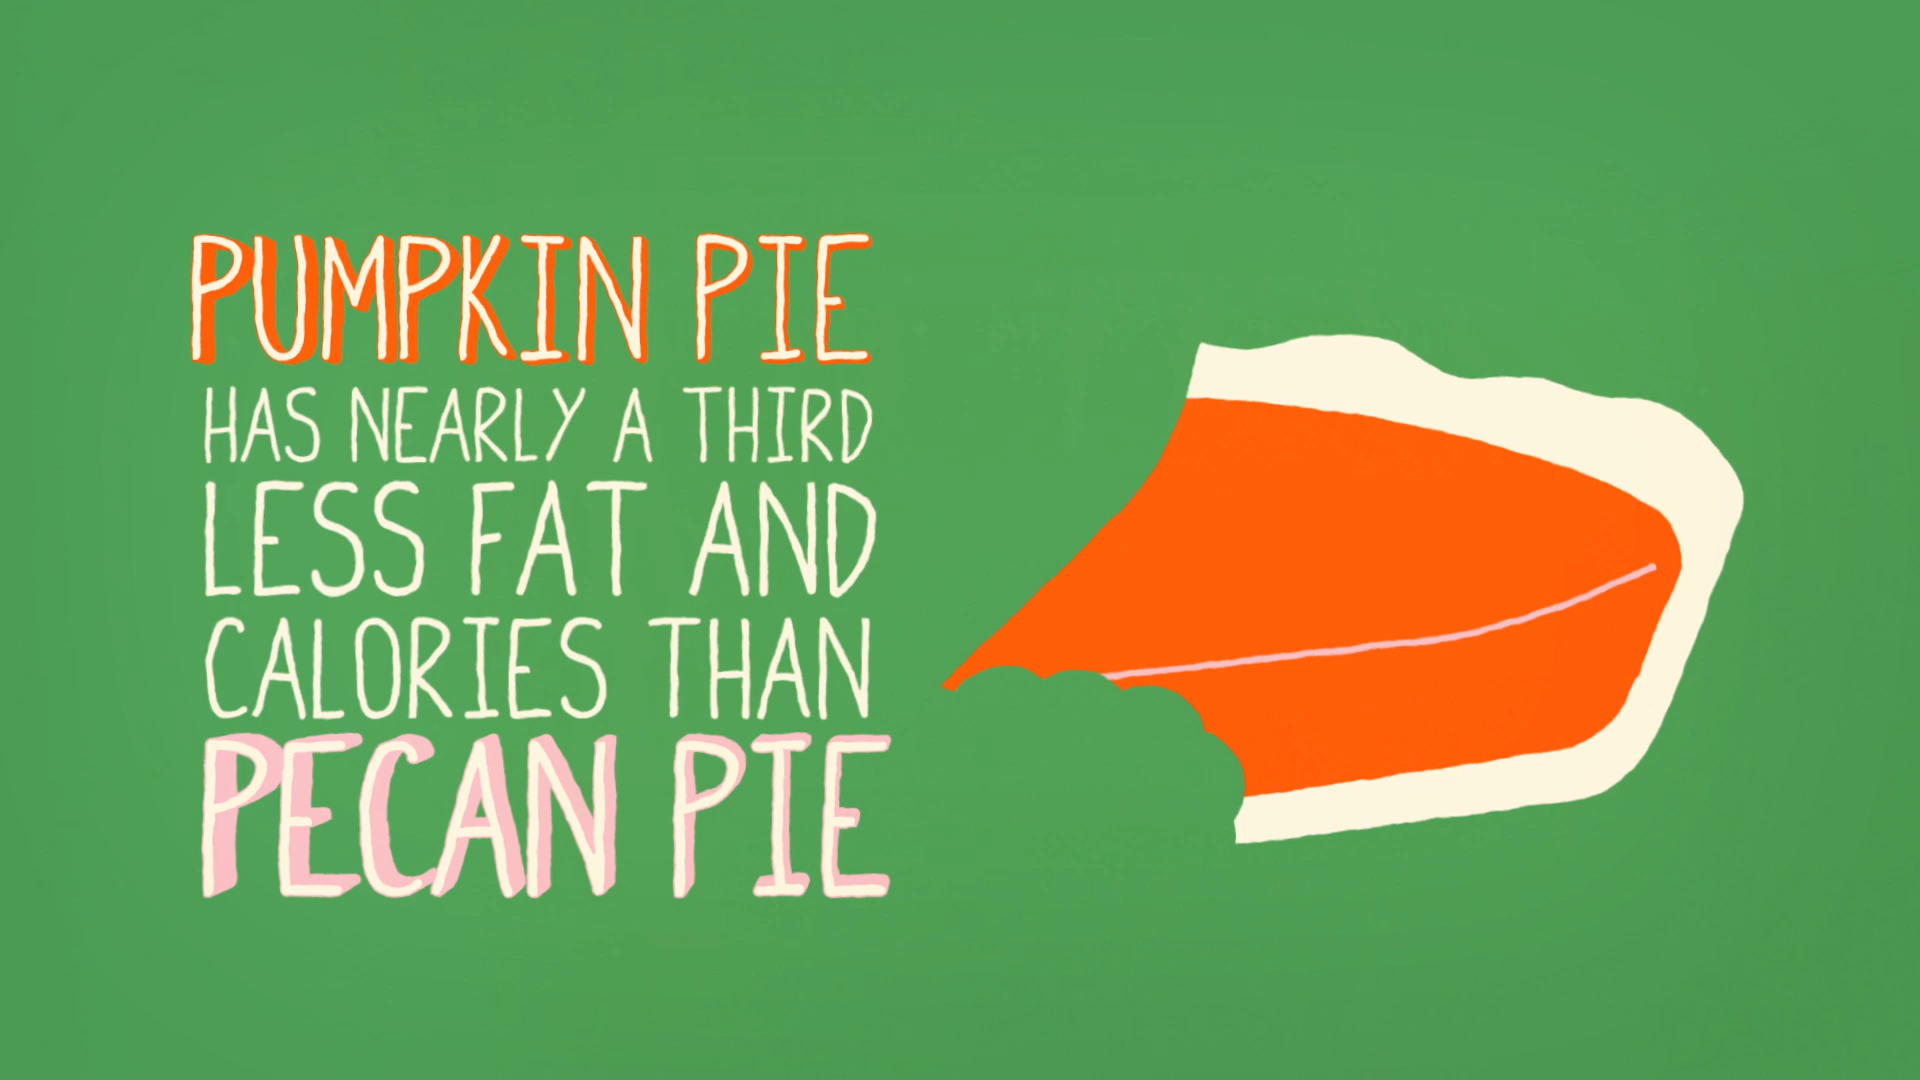 PUMPKIN PIE
HAS NEARLY A THIRD
LESS FAT AND
CALORIES THAN
PECAN PIE